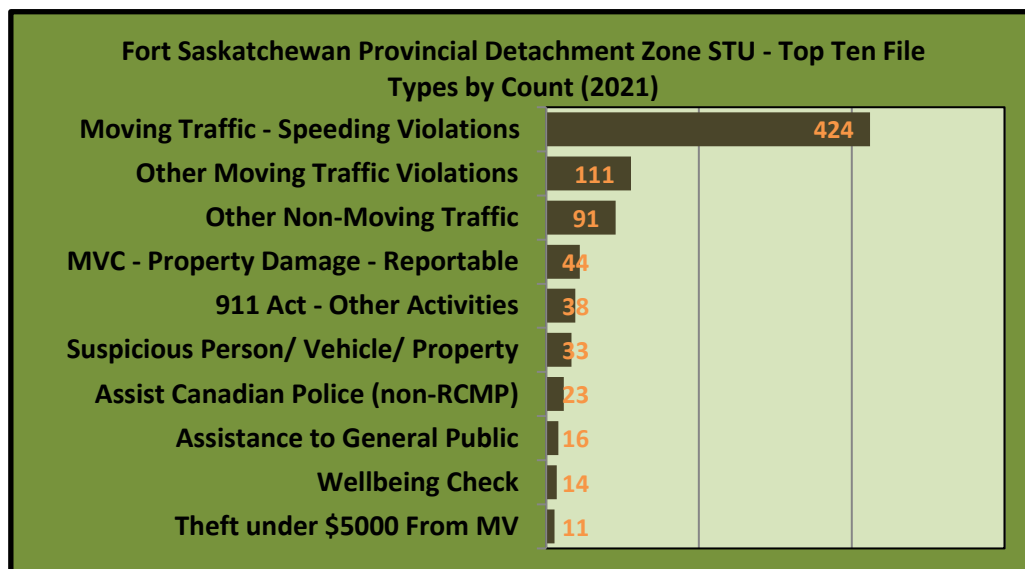 Fort Saskatchewan Provincial Detachment Zone STU - Top Ten File
Types by Count (2021)
Moving Traffic - Speeding Violations 424
Other Moving Traffic Violations 111
Other Non-Moving Traffic 91
MVC - Property Damage - Reportable 44
911 Act - Other Activities 38
Suspicious Person/ Vehicle/ Property 33
Assist Canadian Police (non-RCMP) 23
Assistance to General Public 16
Wellbeing Check 14
Theft under $5000 From MV 11